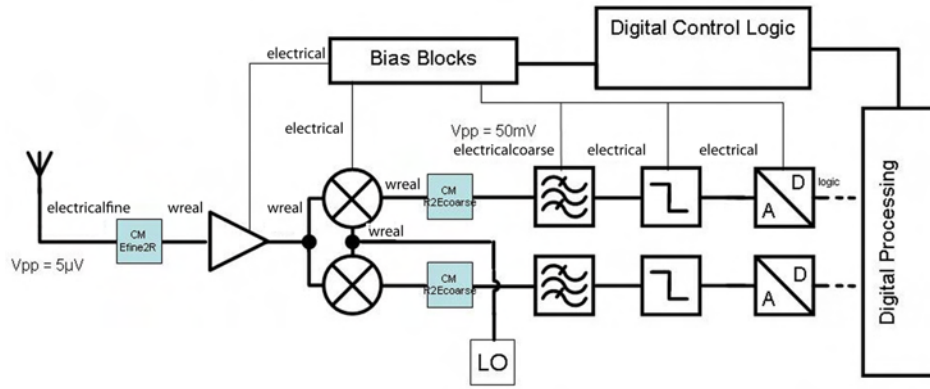 Digital Control Logic
electrical
Bias Blocks
electrical
Vpp = 50mV
electricalcoarse
electrical
electrical
electricalfine
wreal
wreal
wreal
CM
R2Ecoarse
D
A
logic
CM
Efine2R
wreal
Vpp = 5µV
CM
R2Ecoarse
D
A
LO
Digital Processing